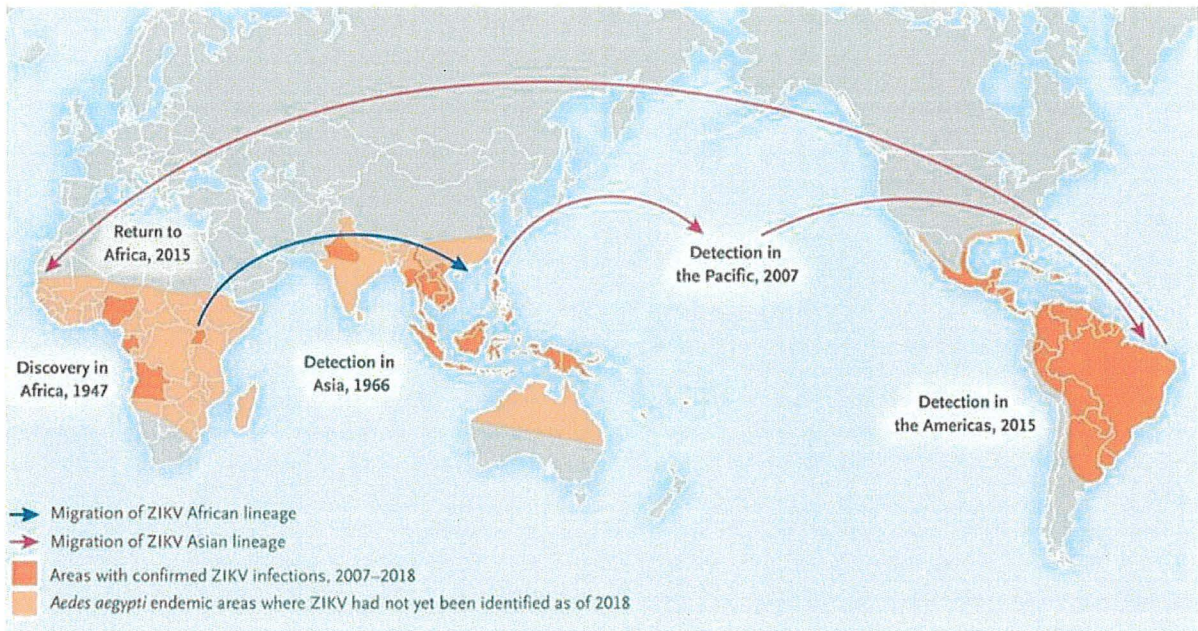 Return to
Africa, 2015
Detection in
the Pacific, 2007
Discovery in
Africa, 1947
Detection in
Asia, 1966
Detection in
the Americas, 2015
Migration of ZIKV African lineage
Migration of ZIKV Asian lineage
Areas with confirmed ZIKV infections, 2007–2018
Aedes aegypti endemic areas where ZIKV had not yet been identified as of 2018